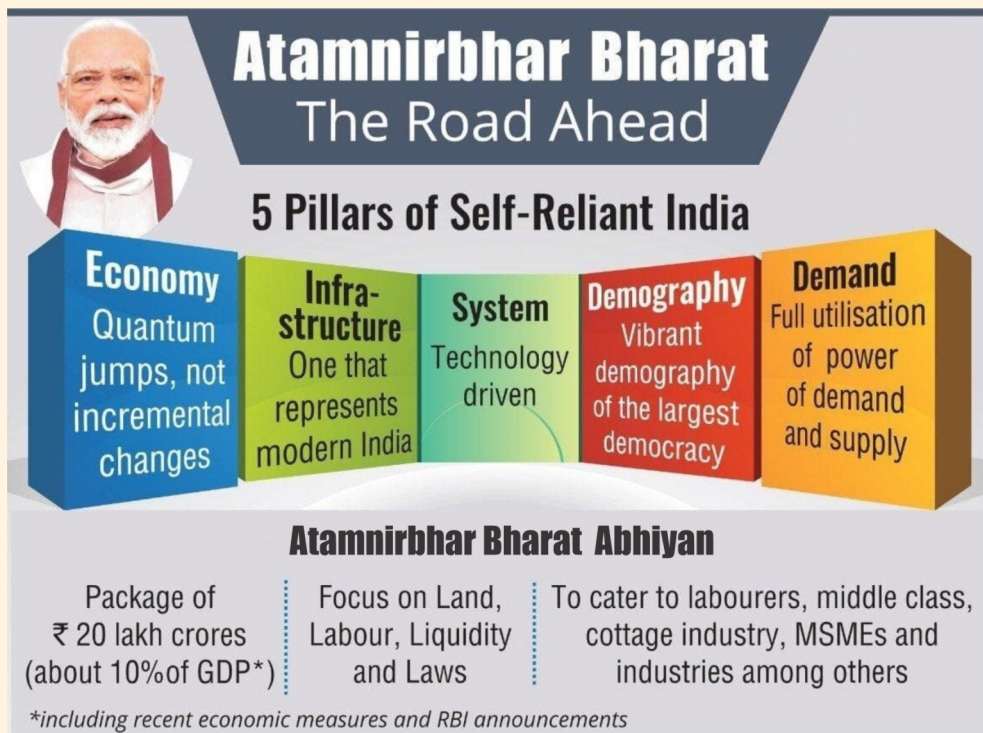 Atamnirbhar Bharat
The Road Ahead
5 Pillars of Self-Reliant India
Economy
Quantum
jumps, not
incremental
changes
Infra-
structure
One that
represents
modern India
System
Technology
driven
Demography
Vibrant
demography
of the largest
democracy
Demand
Full utilisation
of power
of demand
and supply
Atamnirbhar Bharat Abhiyan
Package of
₹ 20 lakh crores
(about 10%of GDP*)
Focus on Land,
Labour, Liquidity
and Laws
To cater to labourers, middle class,
cottage industry, MSMEs and
industries among others
*including recent economic measures and RBI announcements